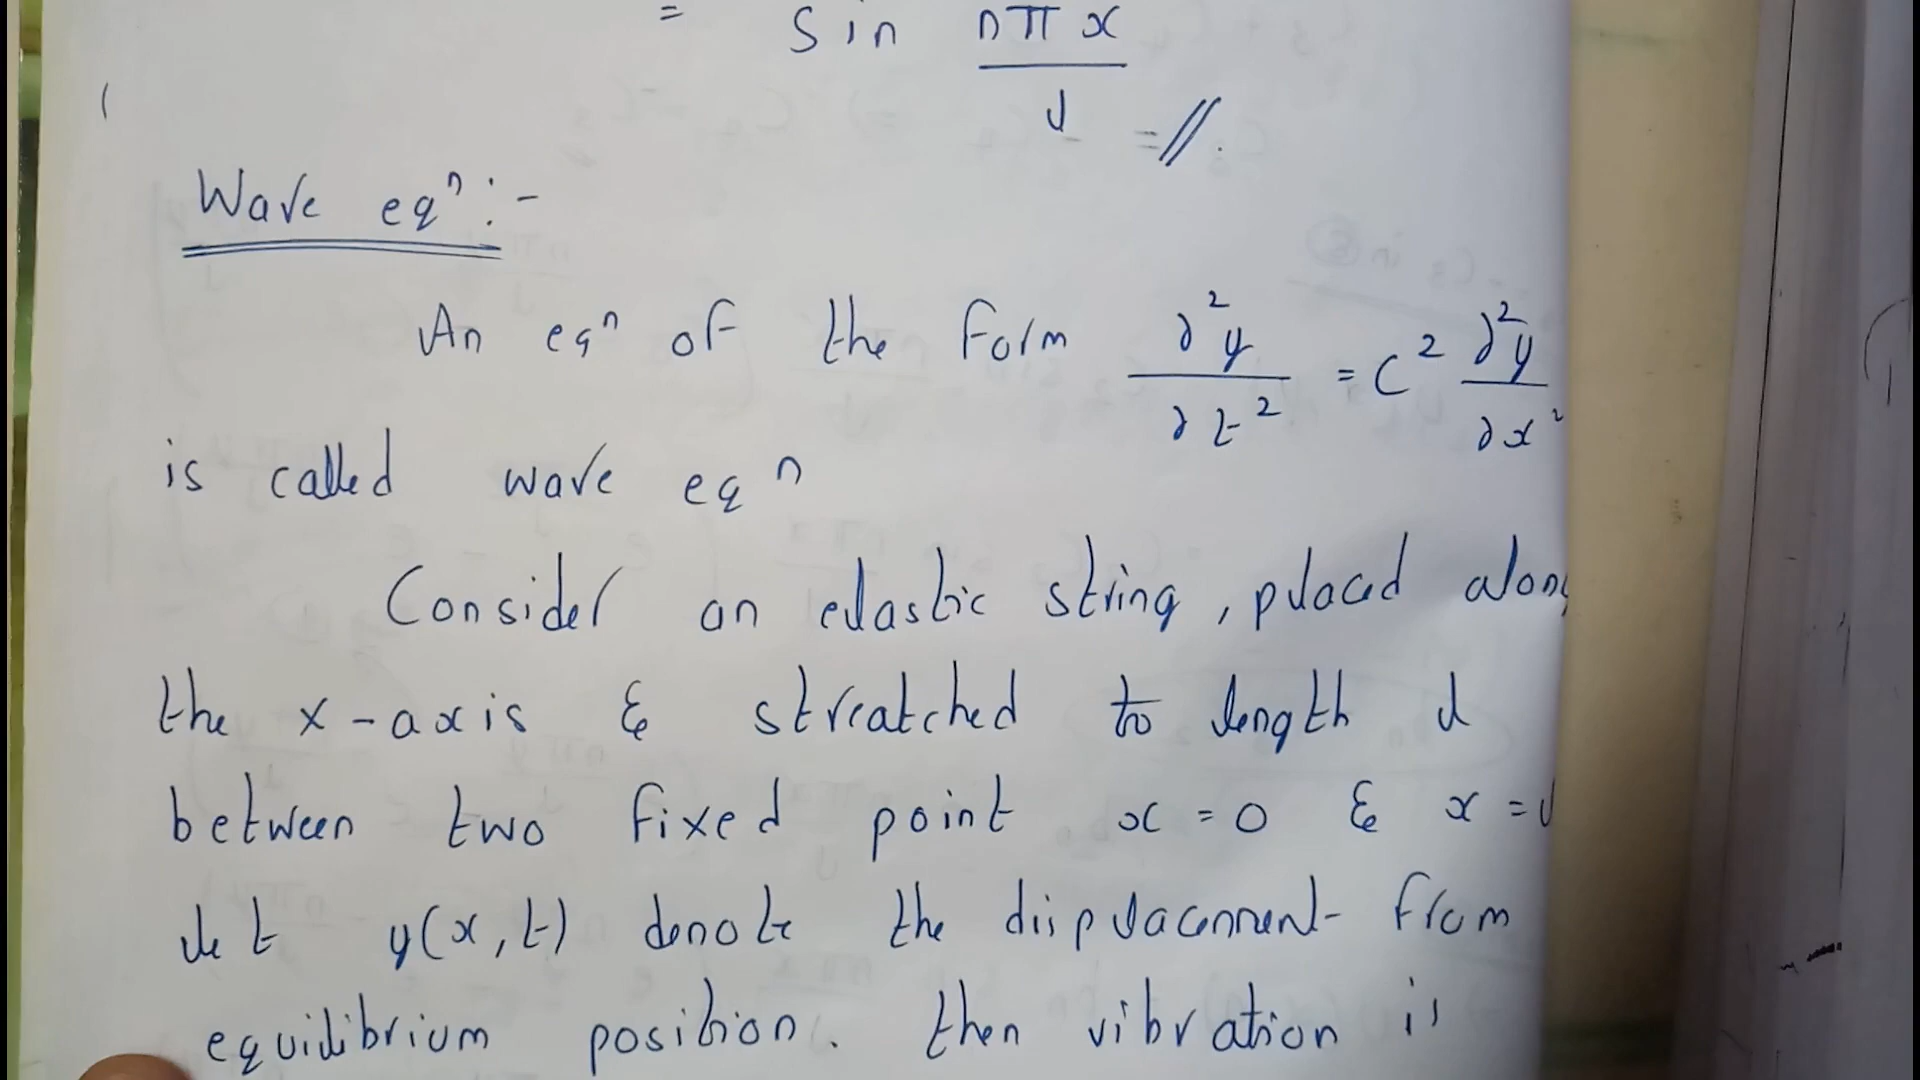 = sin nπx / l =//.
Wave eqⁿ :-
An eqⁿ of the form ∂²y/∂t² = c² ∂²y/∂x²
is called wave eqⁿ
Consider an elastic string, placed along
the x-axis & streatched to length l
between two fixed point x = 0 & x = l
let y(x,t) denote the displacement from
equilibrium position. then vibration is